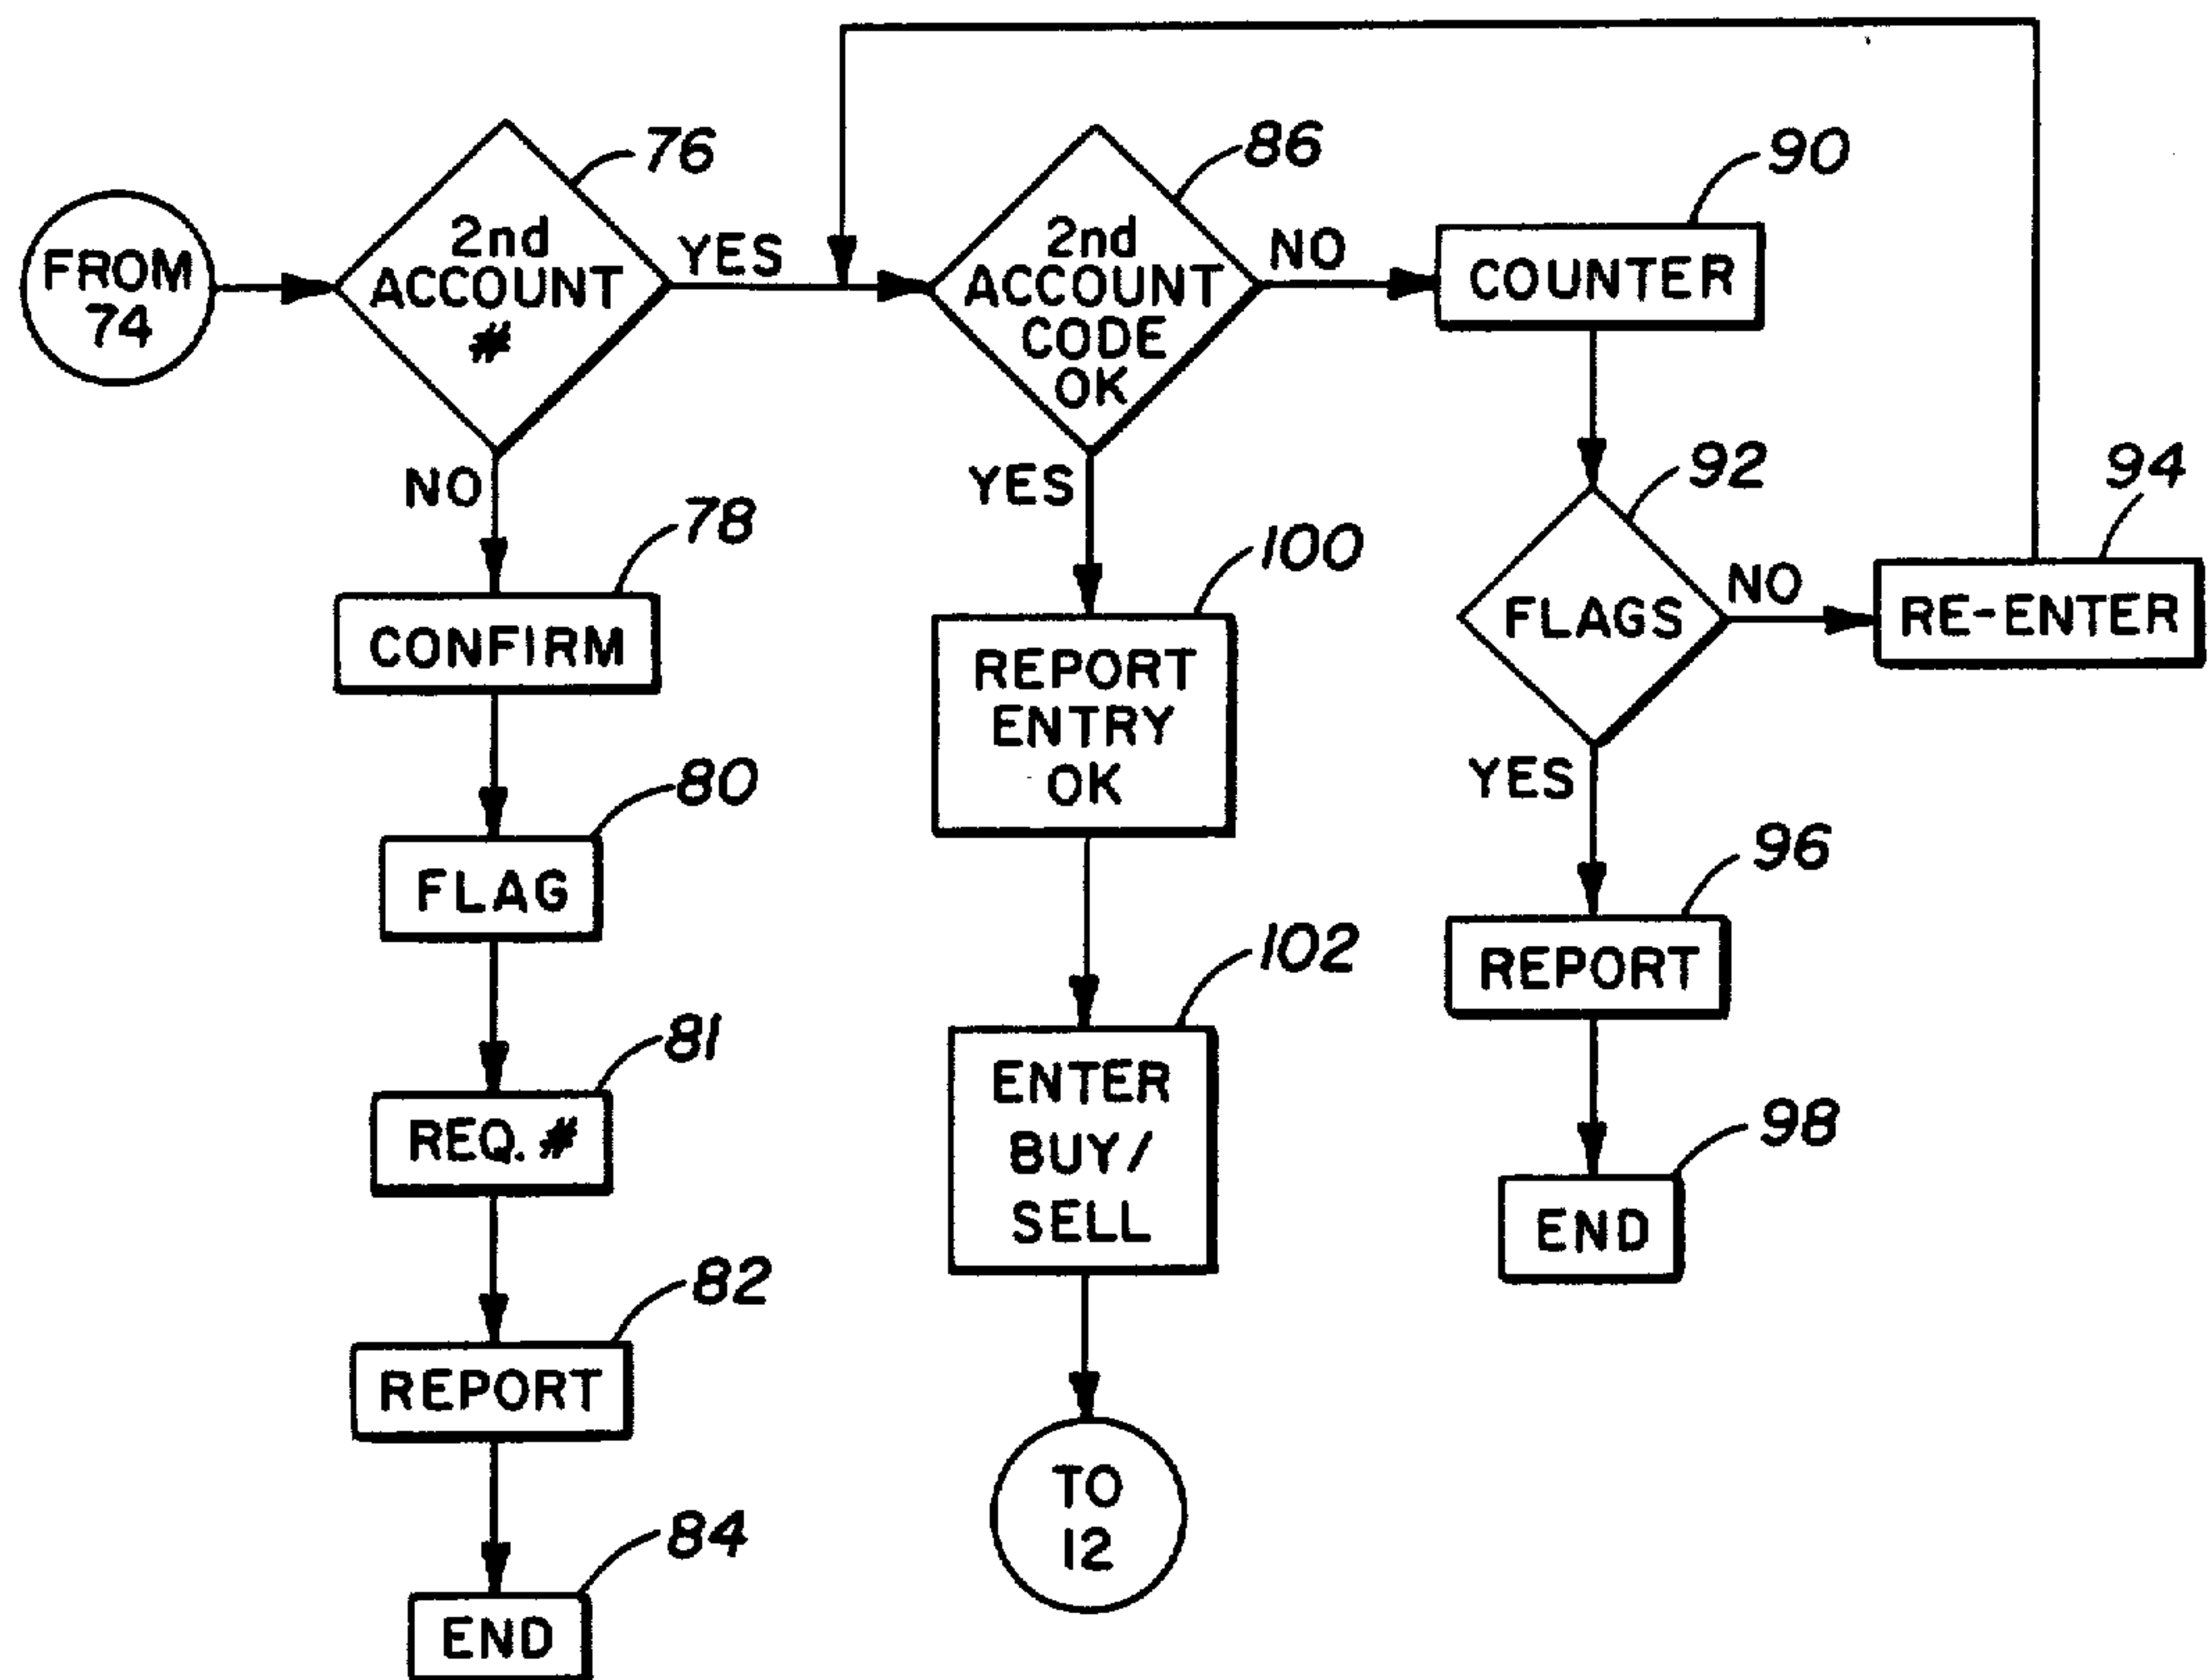 FROM
74
2nd
ACCOUNT
#
76
YES
NO
2nd
ACCOUNT
CODE
OK
86
NO
YES
COUNTER
90
FLAGS
92
NO
YES
RE-ENTER
94
CONFIRM
78
FLAG
80
REQ. #
81
REPORT
82
END
84
REPORT
ENTRY
OK
100
ENTER
BUY/
SELL
102
TO
12
REPORT
96
END
98